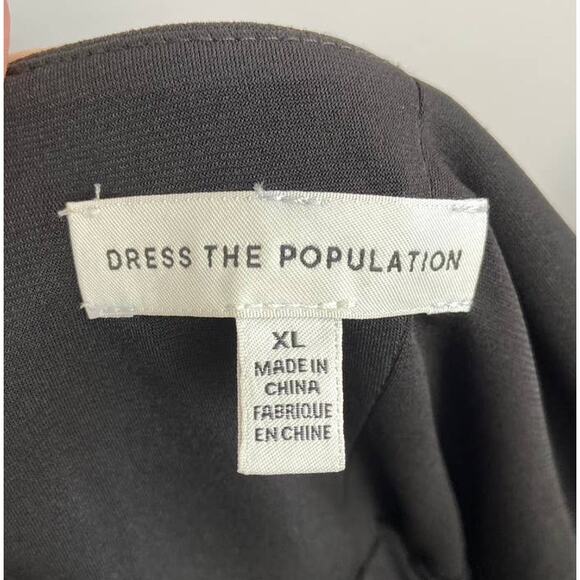 DRESS THE POPULATION
XL
MADE IN
CHINA
FABRIQUE
EN CHINE